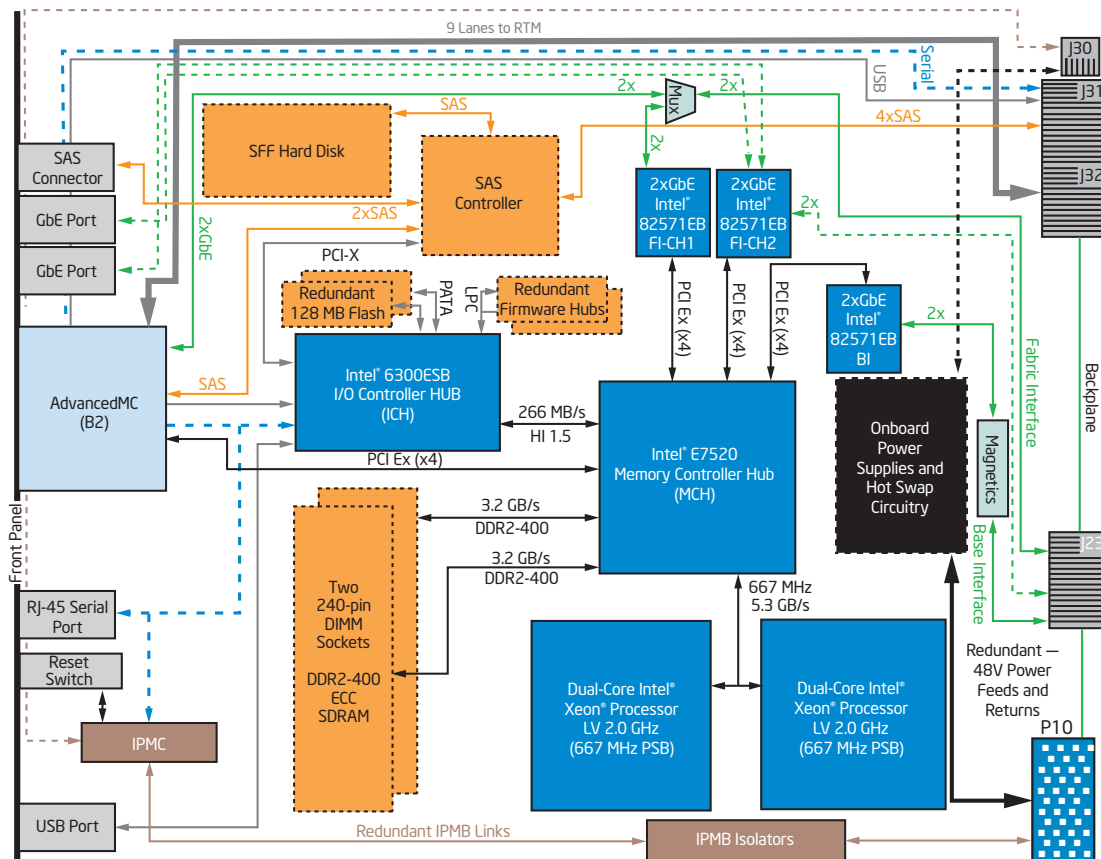 9 Lanes to RTM
J30
Serial
USB
J31
SAS
2x
Mux
2x
4xSAS
SFF Hard Disk
SAS
Controller
2x
SAS
Connector
J32
2xGbE
Intel®
82571EB
FI-CH1
2xGbE
Intel®
82571EB
FI-CH2
2x
GbE Port
2xSAS
2xGbE
GbE Port
PCI-X
Redundant
128 MB Flash
PATA
LPC
Redundant
Firmware Hubs
PCI Ex (x4)
PCI Ex (x4)
PCI Ex (x4)
2xGbE
Intel®
82571EB
BI
2x
Fabric Interface
Backplane
Intel® 6300ESB
I/O Controller HUB
(ICH)
SAS
AdvancedMC
(B2)
266 MB/s
HI 1.5
PCI Ex (x4)
Intel® E7520
Memory Controller Hub
(MCH)
Onboard
Power
Supplies and
Hot Swap
Circuitry
Magnetics
Front Panel
3.2 GB/s
DDR2-400
3.2 GB/s
DDR2-400
J23
Base Interface
Two
240-pin
DIMM
Sockets
DDR2-400
ECC
SDRAM
667 MHz
5.3 GB/s
RJ-45 Serial
Port
Reset
Switch
Dual-Core Intel®
Xeon® Processor
LV 2.0 GHz
(667 MHz PSB)
Dual-Core Intel®
Xeon® Processor
LV 2.0 GHz
(667 MHz PSB)
Redundant —
48V Power
Feeds and
Returns
P10
IPMC
USB Port
Redundant IPMB Links
IPMB Isolators